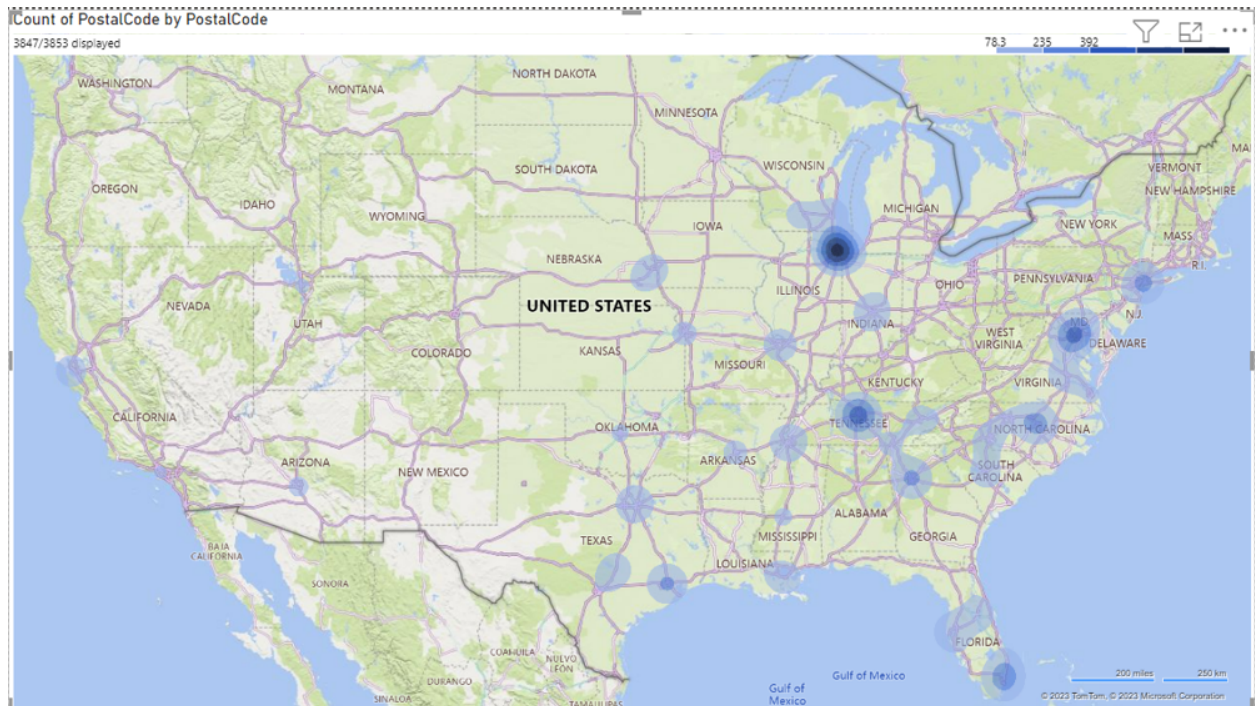 Count of PostalCode by PostalCode
3847/3853 displayed
78.3 235 392
WASHINGTON
MONTANA
NORTH DAKOTA
MINNESOTA
SOUTH DAKOTA
WISCONSIN
VERMONT
NEW HAMPSHIRE
OREGON
IDAHO
WYOMING
MICHIGAN
NEW YORK
MASS.
IOWA
NEBRASKA
R.I.
PENNSYLVANIA
OHIO
ILLINOIS
NEVADA
UNITED STATES
N.J.
UTAH
INDIANA
MD.
WEST
VIRGINIA
DELAWARE
COLORADO
KANSAS
MISSOURI
KENTUCKY
VIRGINIA
CALIFORNIA
OKLAHOMA
TENNESSEE
NORTH CAROLINA
ARIZONA
NEW MEXICO
ARKANSAS
SOUTH
CAROLINA
ALABAMA
TEXAS
MISSISSIPPI
GEORGIA
BAJA
CALIFORNIA
LOUISIANA
SONORA
FLORIDA
COAHUILA
NUEVO
LEÓN
DURANGO
Gulf of Mexico
Gulf of
Mexico
200 miles 250 km
SINALOA
TAMAULIPAS
© 2023 TomTom, © 2023 Microsoft Corporation